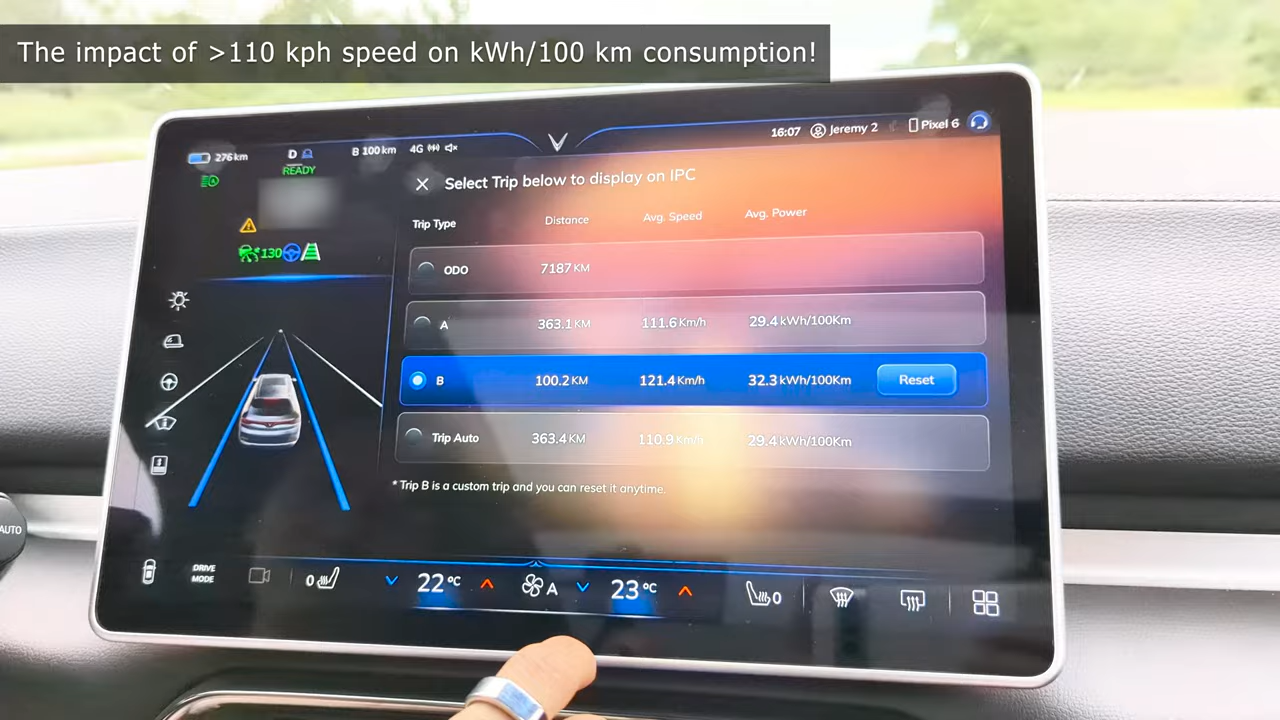 The impact of >110 kph speed on kWh/100 km consumption!
276 km
D
READY
B 100 km
4G
16:07
Jeremy 2
Pixel 6
130
Select Trip below to display on IPC
Trip Type Distance Avg. Speed Avg. Power
ODO 7187 KM
A 363.1 KM 111.6 Km/h 29.4 kWh/100Km
B 100.2 KM 121.4 Km/h 32.3 kWh/100Km Reset
Trip Auto 363.4 KM 110.9 Km/h 29.4 kWh/100Km
* Trip B is a custom trip and you can reset it anytime.
AUTO
DRIVE
MODE
0
22 °C
A
23 °C
0